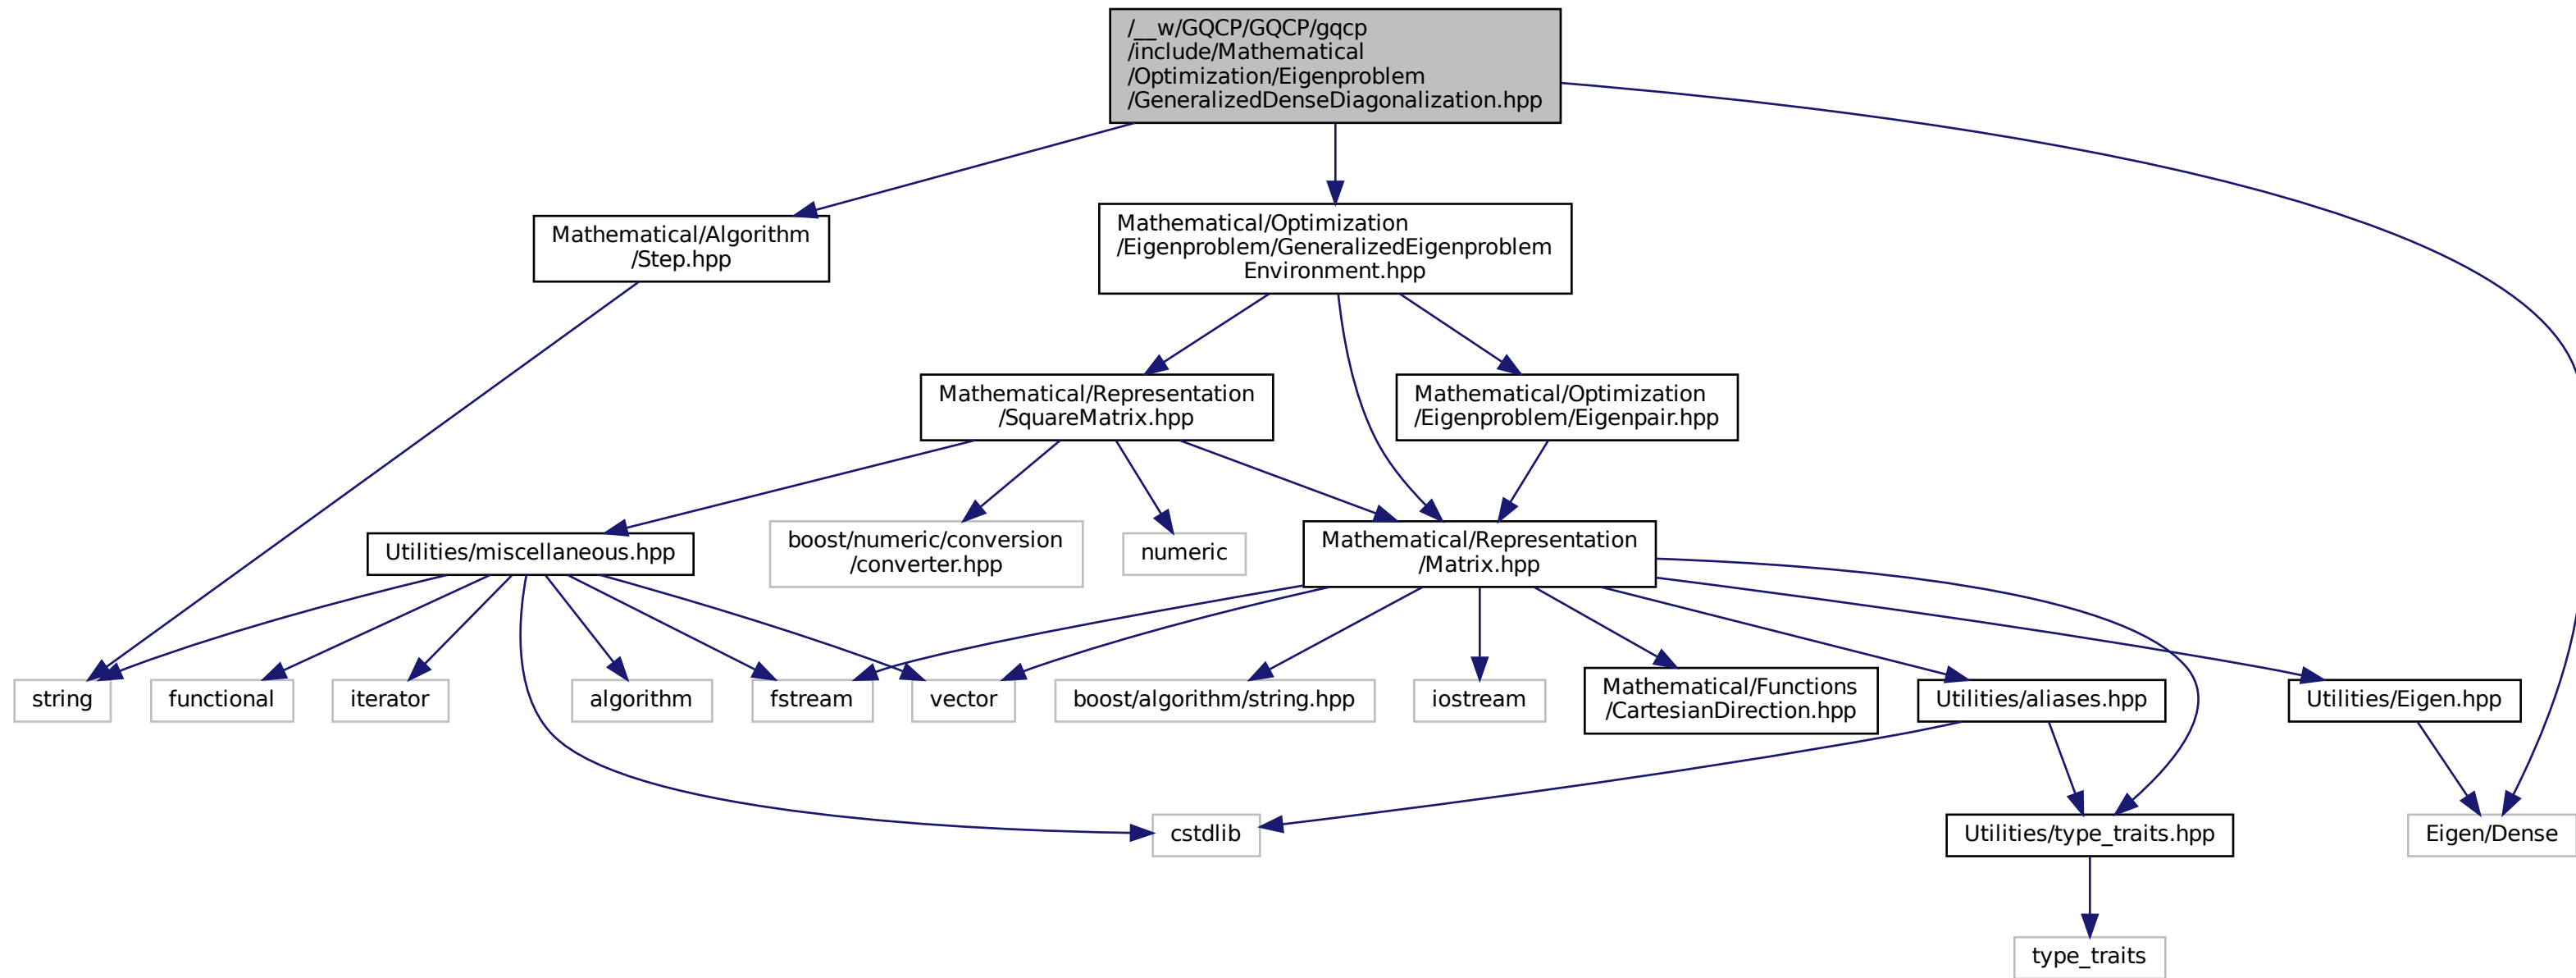 /__w/GQCP/GQCP/gqcp
/include/Mathematical
/Optimization/Eigenproblem
/GeneralizedDenseDiagonalization.hpp
Mathematical/Algorithm
/Step.hpp
Mathematical/Optimization
/Eigenproblem/GeneralizedEigenproblem
Environment.hpp
Mathematical/Representation
/SquareMatrix.hpp
Mathematical/Optimization
/Eigenproblem/Eigenpair.hpp
Utilities/miscellaneous.hpp
boost/numeric/conversion
/converter.hpp
numeric
Mathematical/Representation
/Matrix.hpp
string
functional
iterator
algorithm
fstream
vector
boost/algorithm/string.hpp
iostream
Mathematical/Functions
/CartesianDirection.hpp
Utilities/aliases.hpp
Utilities/Eigen.hpp
cstdlib
Utilities/type_traits.hpp
Eigen/Dense
type_traits